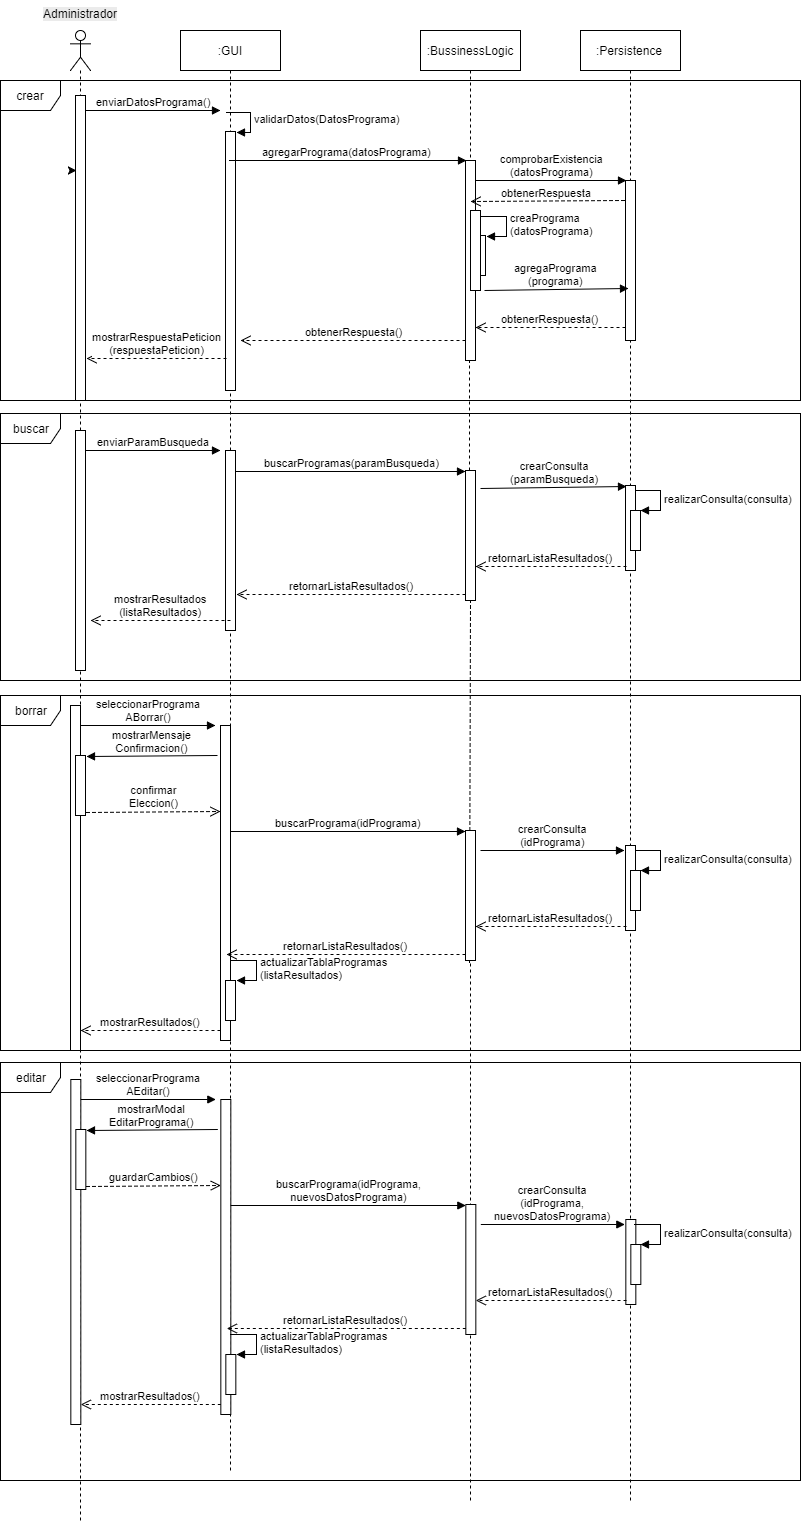 Administrador
:GUI
:BussinessLogic
:Persistence
crear
enviarDatosPrograma()
validarDatos(DatosPrograma)
agregarPrograma(datosPrograma)
comprobarExistencia
(datosPrograma)
obtenerRespuesta
creaPrograma
(datosPrograma)
agregaPrograma
(programa)
obtenerRespuesta()
obtenerRespuesta()
mostrarRespuestaPeticion
(respuestaPeticion)
buscar
enviarParamBusqueda
buscarProgramas(paramBusqueda)
crearConsulta
(paramBusqueda)
realizarConsulta(consulta)
retornarListaResultados()
retornarListaResultados()
mostrarResultados
(listaResultados)
borrar
seleccionarPrograma
ABorrar()
mostrarMensaje
Confirmacion()
confirmar
Eleccion()
buscarPrograma(idPrograma)
crearConsulta
(idPrograma)
realizarConsulta(consulta)
retornarListaResultados()
retornarListaResultados()
actualizarTablaProgramas
(listaResultados)
mostrarResultados()
editar
seleccionarPrograma
AEditar()
mostrarModal
EditarPrograma()
guardarCambios()
buscarPrograma(idPrograma,
nuevosDatosPrograma)
crearConsulta
(idPrograma,
nuevosDatosPrograma)
realizarConsulta(consulta)
retornarListaResultados()
retornarListaResultados()
actualizarTablaProgramas
(listaResultados)
mostrarResultados()